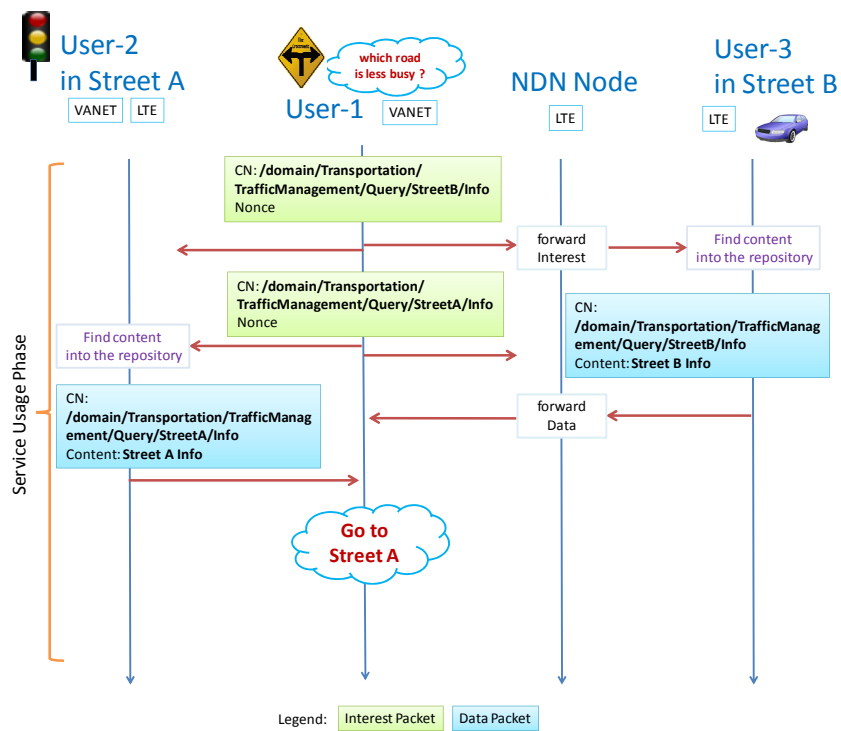 User-2
in Street A
VANET
LTE
The
Crossroads
which road
is less busy ?
User-1
VANET
NDN Node
LTE
User-3
in Street B
LTE
Service Usage Phase
CN: /domain/Transportation/
TrafficManagement/Query/StreetB/Info
Nonce
forward
Interest
Find content
into the repository
CN: /domain/Transportation/
TrafficManagement/Query/StreetA/Info
Nonce
CN:
/domain/Transportation/TrafficManag
ement/Query/StreetB/Info
Content: Street B Info
Find content
into the repository
CN:
/domain/Transportation/TrafficManag
ement/Query/StreetA/Info
Content: Street A Info
forward
Data
Go to
Street A
Legend:
Interest Packet
Data Packet